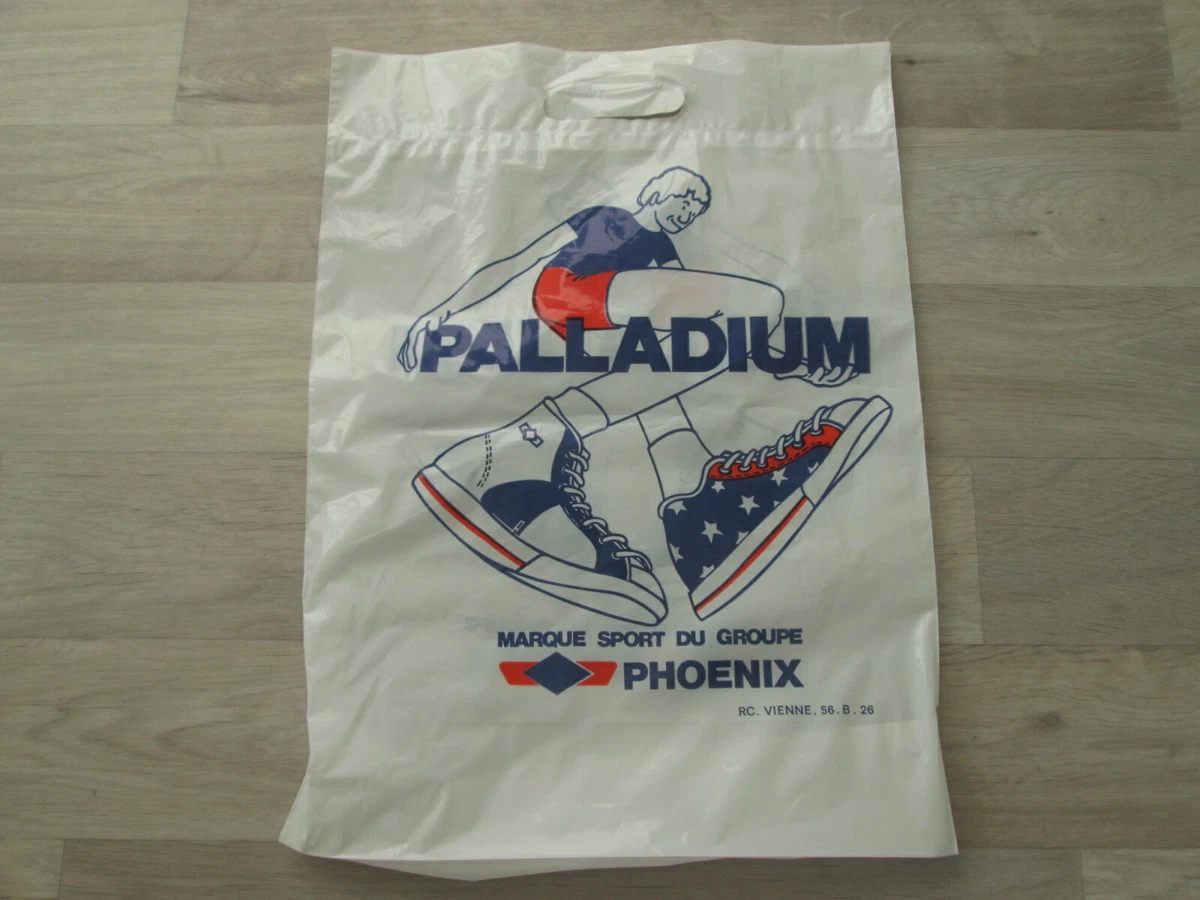 PALLADIUM
MARQUE SPORT DU GROUPE
PHOENIX
RC. VIENNE. 56. B. 26